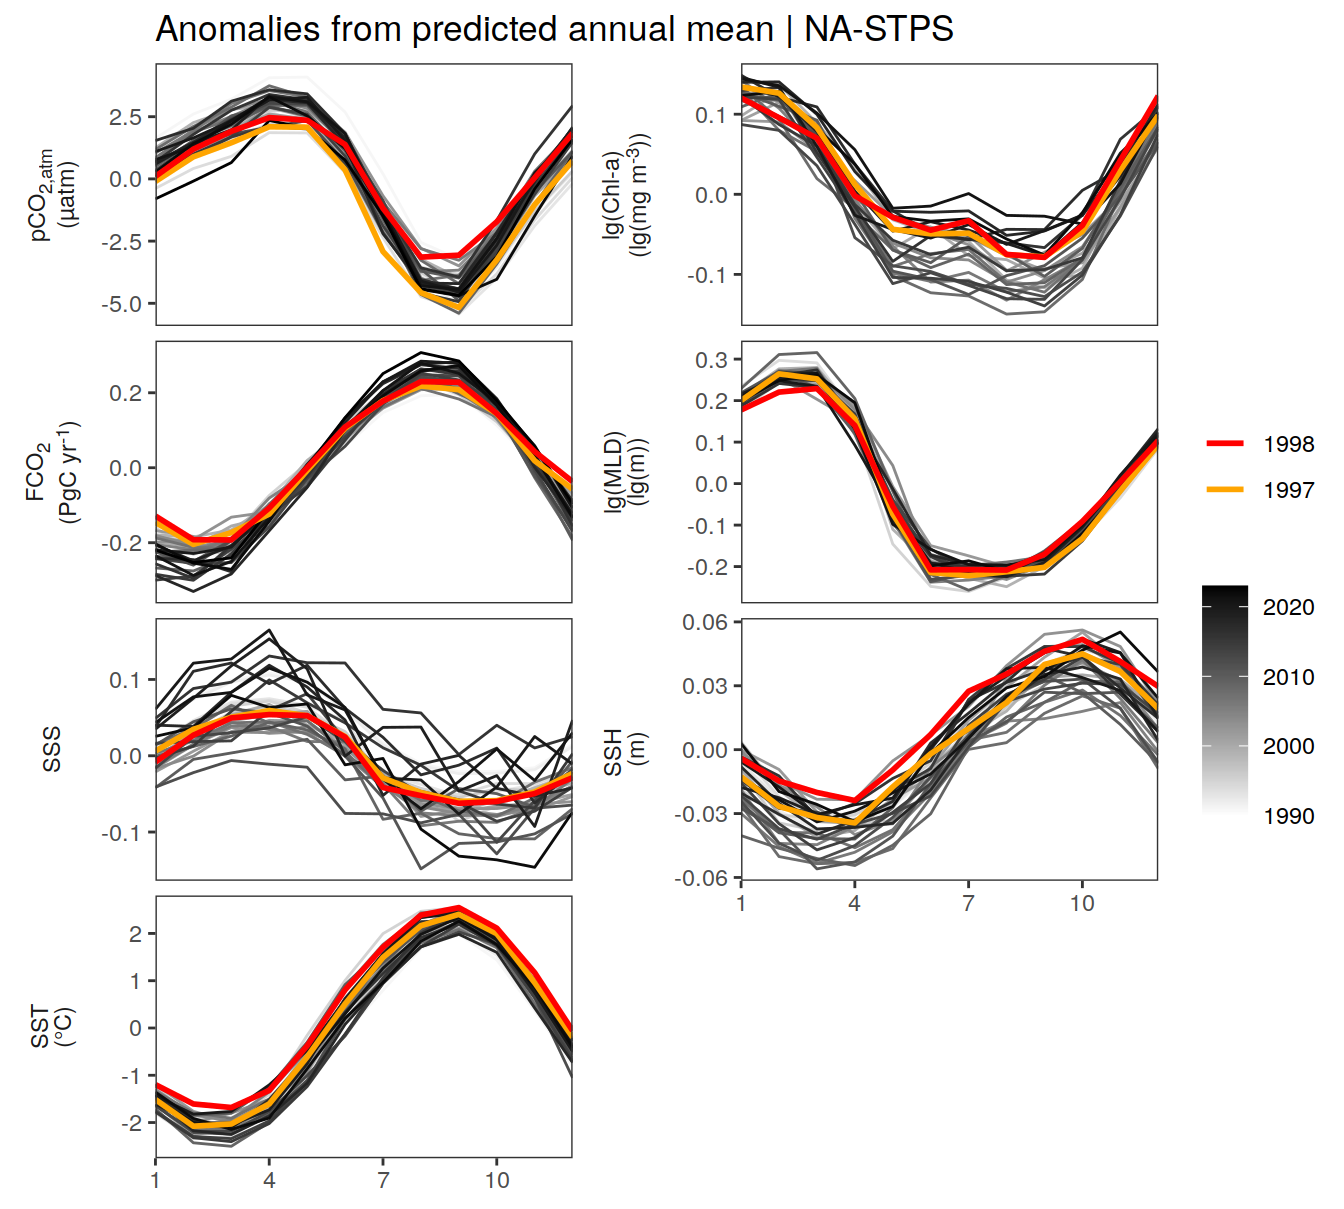 Anomalies from predicted annual mean | NA-STPS
pCO2,atm
(µatm)
2.5
0.0
-2.5
-5.0
lg(Chl-a)
(lg(mg m-3))
0.1
0.0
-0.1
FCO2
(PgC yr-1)
0.2
0.0
-0.2
lg(MLD)
(lg(m))
0.3
0.2
0.1
0.0
-0.1
-0.2
SSS
0.1
0.0
-0.1
SSH
(m)
0.06
0.03
0.00
-0.03
-0.06
1 4 7 10
SST
(°C)
2
1
0
-1
-2
1 4 7 10
1998
1997
2020
2010
2000
1990